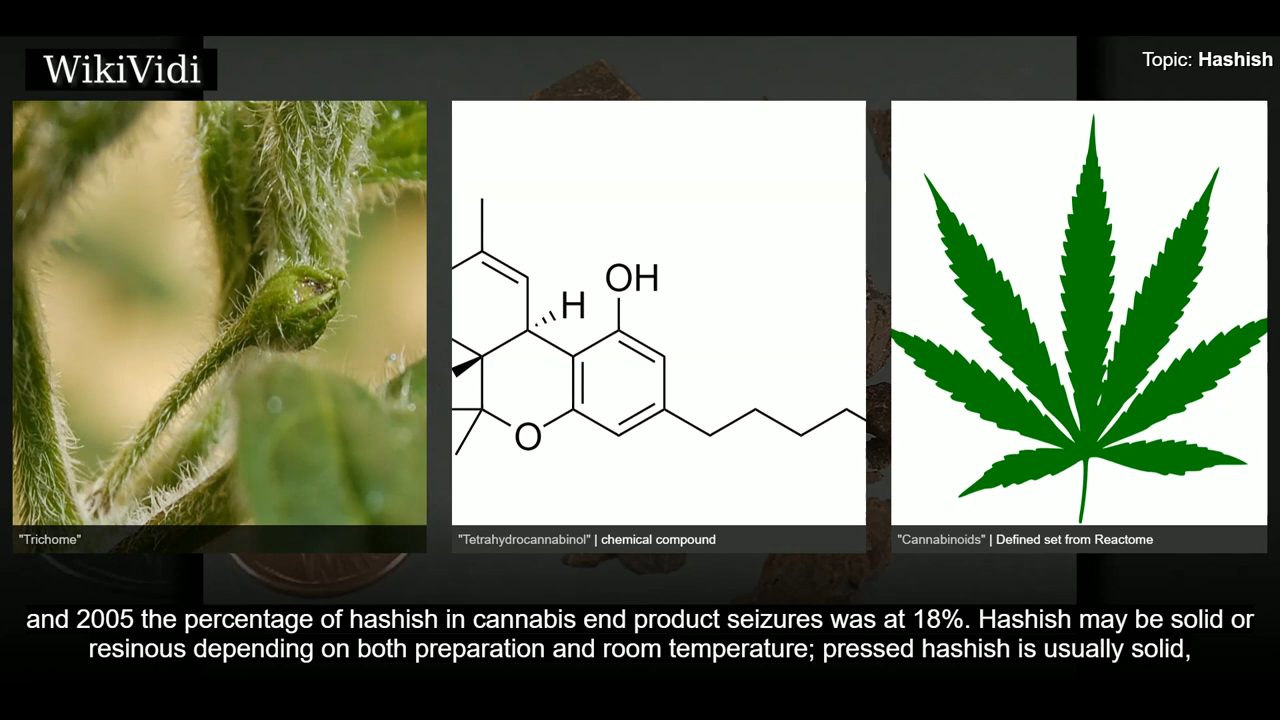 WikiVidi
Topic: Hashish
OH
H
O
"Trichome"
"Tetrahydrocannabinol" | chemical compound
"Cannabinoids" | Defined set from Reactome
and 2005 the percentage of hashish in cannabis end product seizures was at 18%. Hashish may be solid or
resinous depending on both preparation and room temperature; pressed hashish is usually solid,